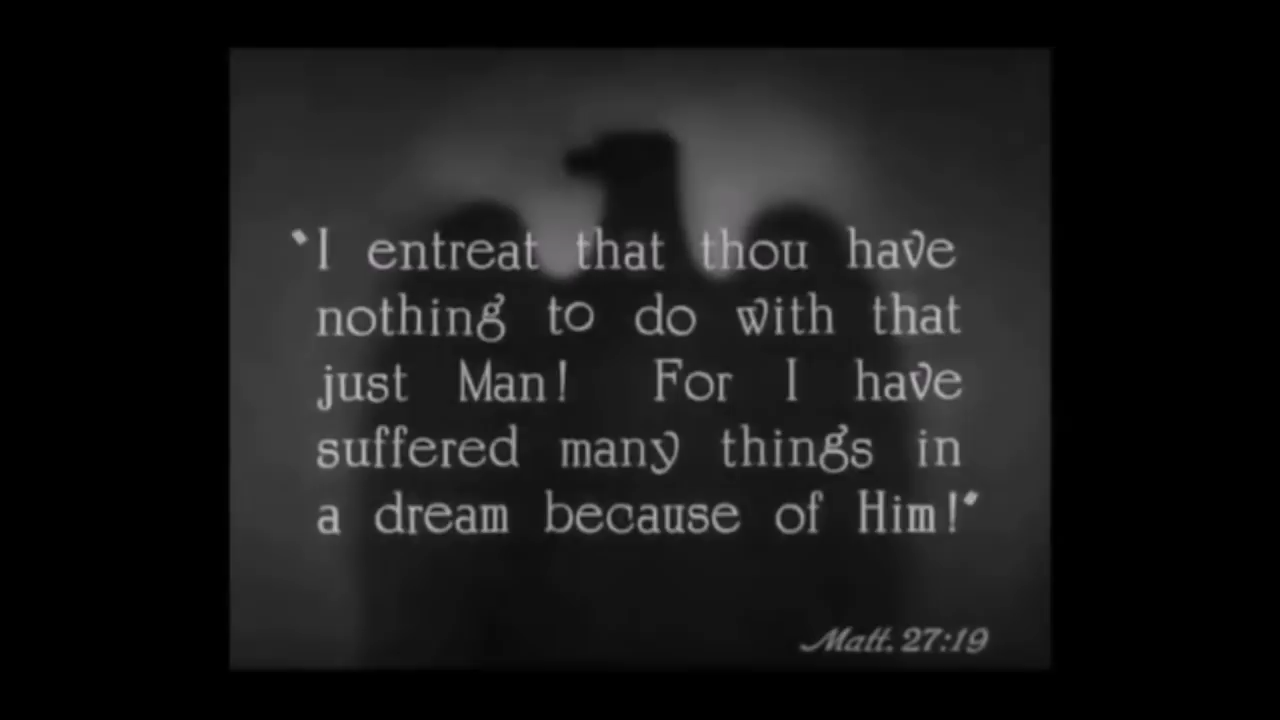 "I entreat that thou have
nothing to do with that
just Man! For I have
suffered many things in
a dream because of Him!"
Matt. 27:19